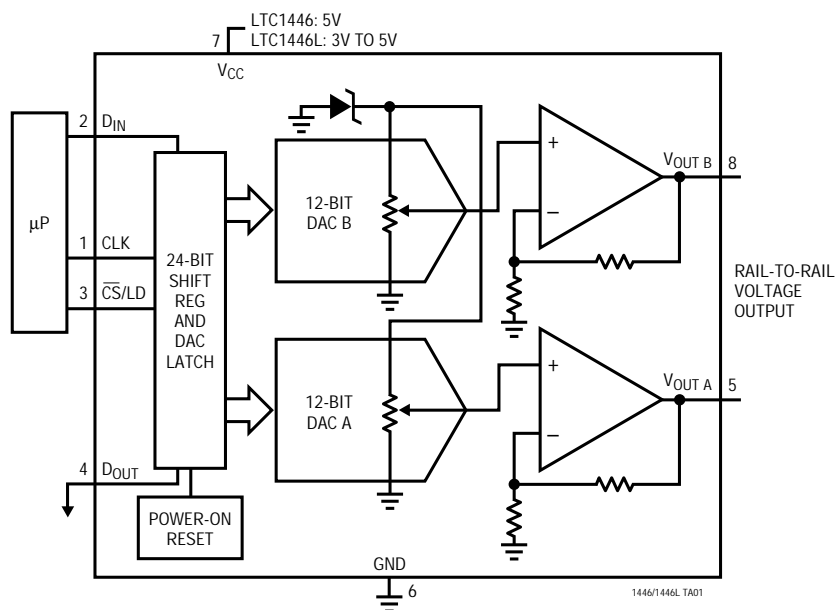 LTC1446: 5V
LTC1446L: 3V TO 5V
7
VCC
2 DIN
μP
1 CLK
3 CS/LD
24-BIT
SHIFT
REG
AND
DAC
LATCH
12-BIT
DAC B
+
−
VOUT B 8
RAIL-TO-RAIL
VOLTAGE
OUTPUT
12-BIT
DAC A
+
−
VOUT A 5
4 DOUT
POWER-ON
RESET
GND
6
1446/1446L TA01